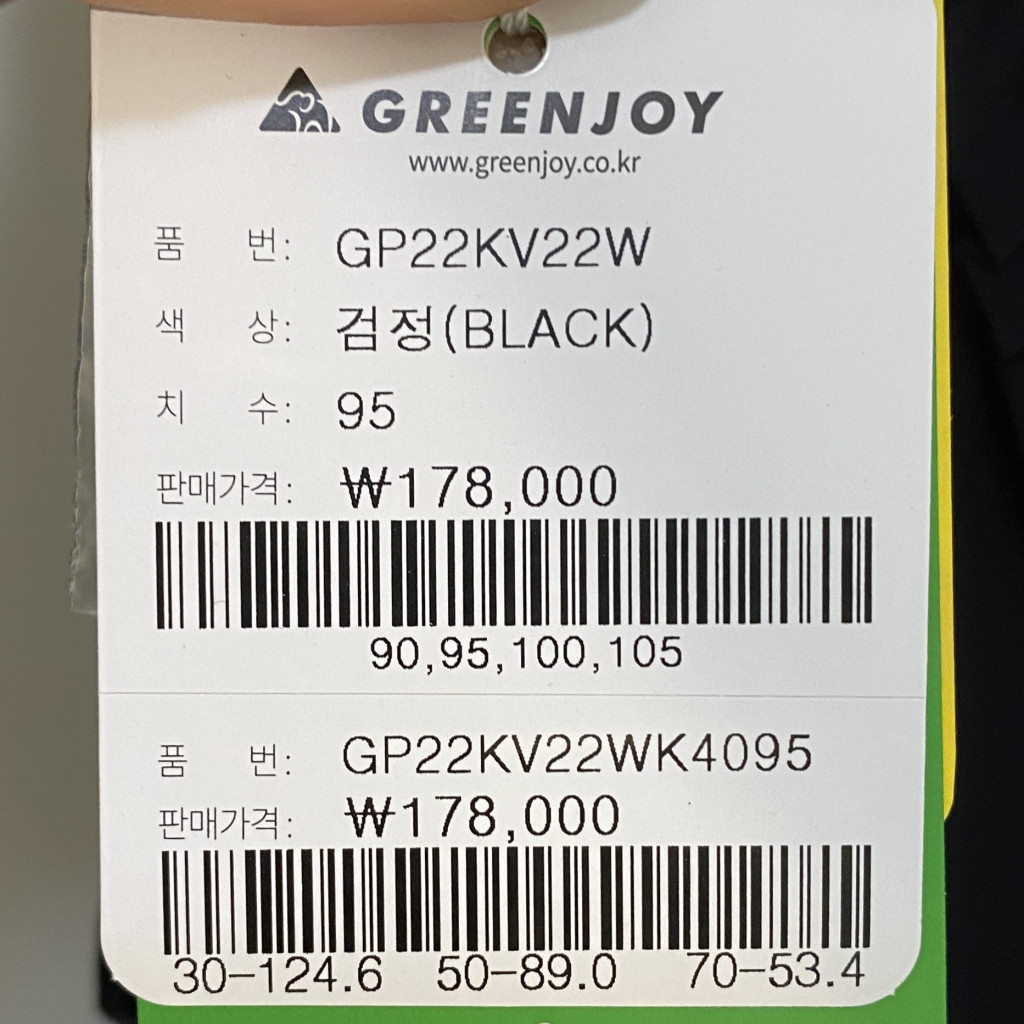 GREENJOY
www.greenjoy.co.kr
품 번: GP22KV22W
색 상: 검정(BLACK)
치 수: 95
판매가격: ₩178,000
90,95,100,105
품 번: GP22KV22WK4095
판매가격: ₩178,000
30-124.6 50-89.0 70-53.4